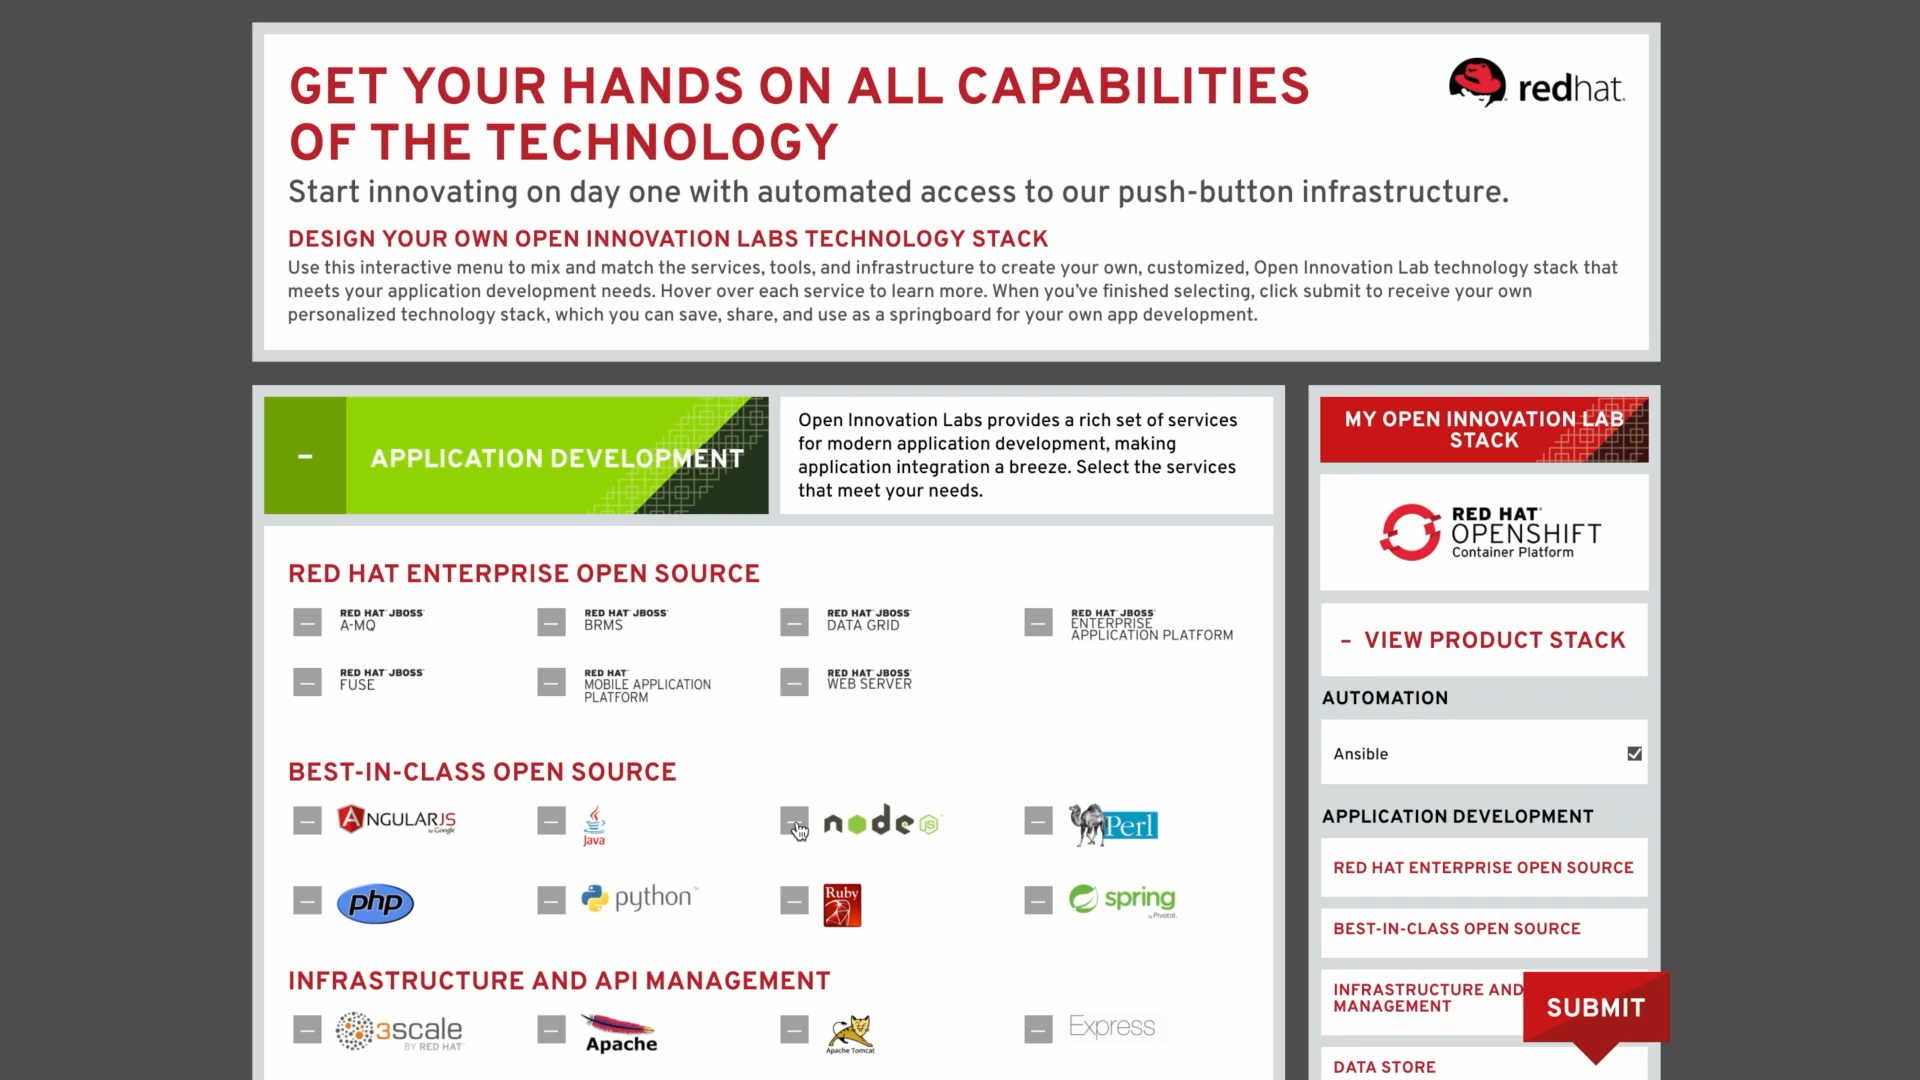 GET YOUR HANDS ON ALL CAPABILITIES
OF THE TECHNOLOGY
redhat.
Start innovating on day one with automated access to our push-button infrastructure.
DESIGN YOUR OWN OPEN INNOVATION LABS TECHNOLOGY STACK
Use this interactive menu to mix and match the services, tools, and infrastructure to create your own, customized, Open Innovation Lab technology stack that
meets your application development needs. Hover over each service to learn more. When you've finished selecting, click submit to receive your own
personalized technology stack, which you can save, share, and use as a springboard for your own app development.
– APPLICATION DEVELOPMENT
Open Innovation Labs provides a rich set of services
for modern application development, making
application integration a breeze. Select the services
that meet your needs.
RED HAT ENTERPRISE OPEN SOURCE
RED HAT JBOSS
A-MQ
RED HAT JBOSS
BRMS
RED HAT JBOSS
DATA GRID
RED HAT JBOSS
ENTERPRISE
APPLICATION PLATFORM
RED HAT JBOSS
FUSE
RED HAT
MOBILE APPLICATION
PLATFORM
RED HAT JBOSS
WEB SERVER
BEST-IN-CLASS OPEN SOURCE
ANGULARJS
by Google
Java
node JS
Perl
php
python
Ruby
spring
by Pivotal.
INFRASTRUCTURE AND API MANAGEMENT
3scale
BY RED HAT
Apache
Apache Tomcat
Express
MY OPEN INNOVATION LAB
STACK
RED HAT
OPENSHIFT
Container Platform
– VIEW PRODUCT STACK
AUTOMATION
Ansible
APPLICATION DEVELOPMENT
RED HAT ENTERPRISE OPEN SOURCE
BEST-IN-CLASS OPEN SOURCE
INFRASTRUCTURE AND
MANAGEMENT
SUBMIT
DATA STORE